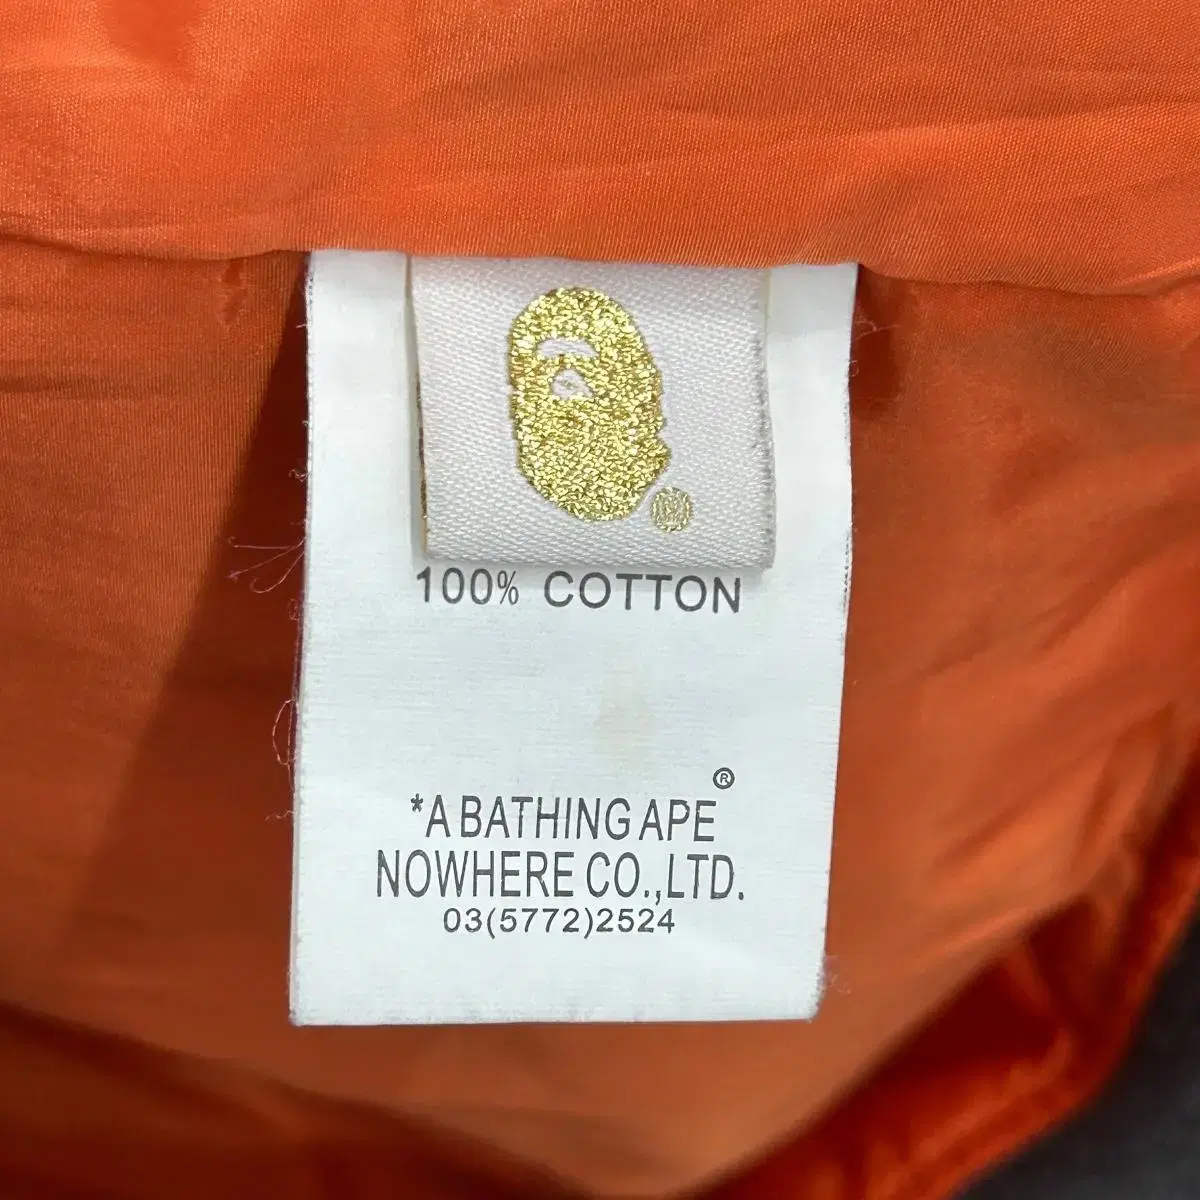 100% COTTON
®
*A BATHING APE
NOWHERE CO.,LTD.
03(5772)2524